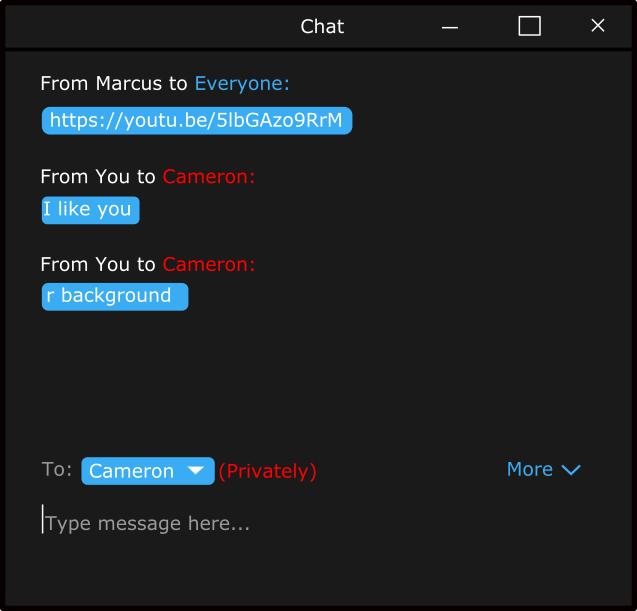 Chat
From Marcus to Everyone:
https://youtu.be/5lbGAzo9RrM
From You to Cameron:
I like you
From You to Cameron:
r background
To: Cameron (Privately) More
Type message here...